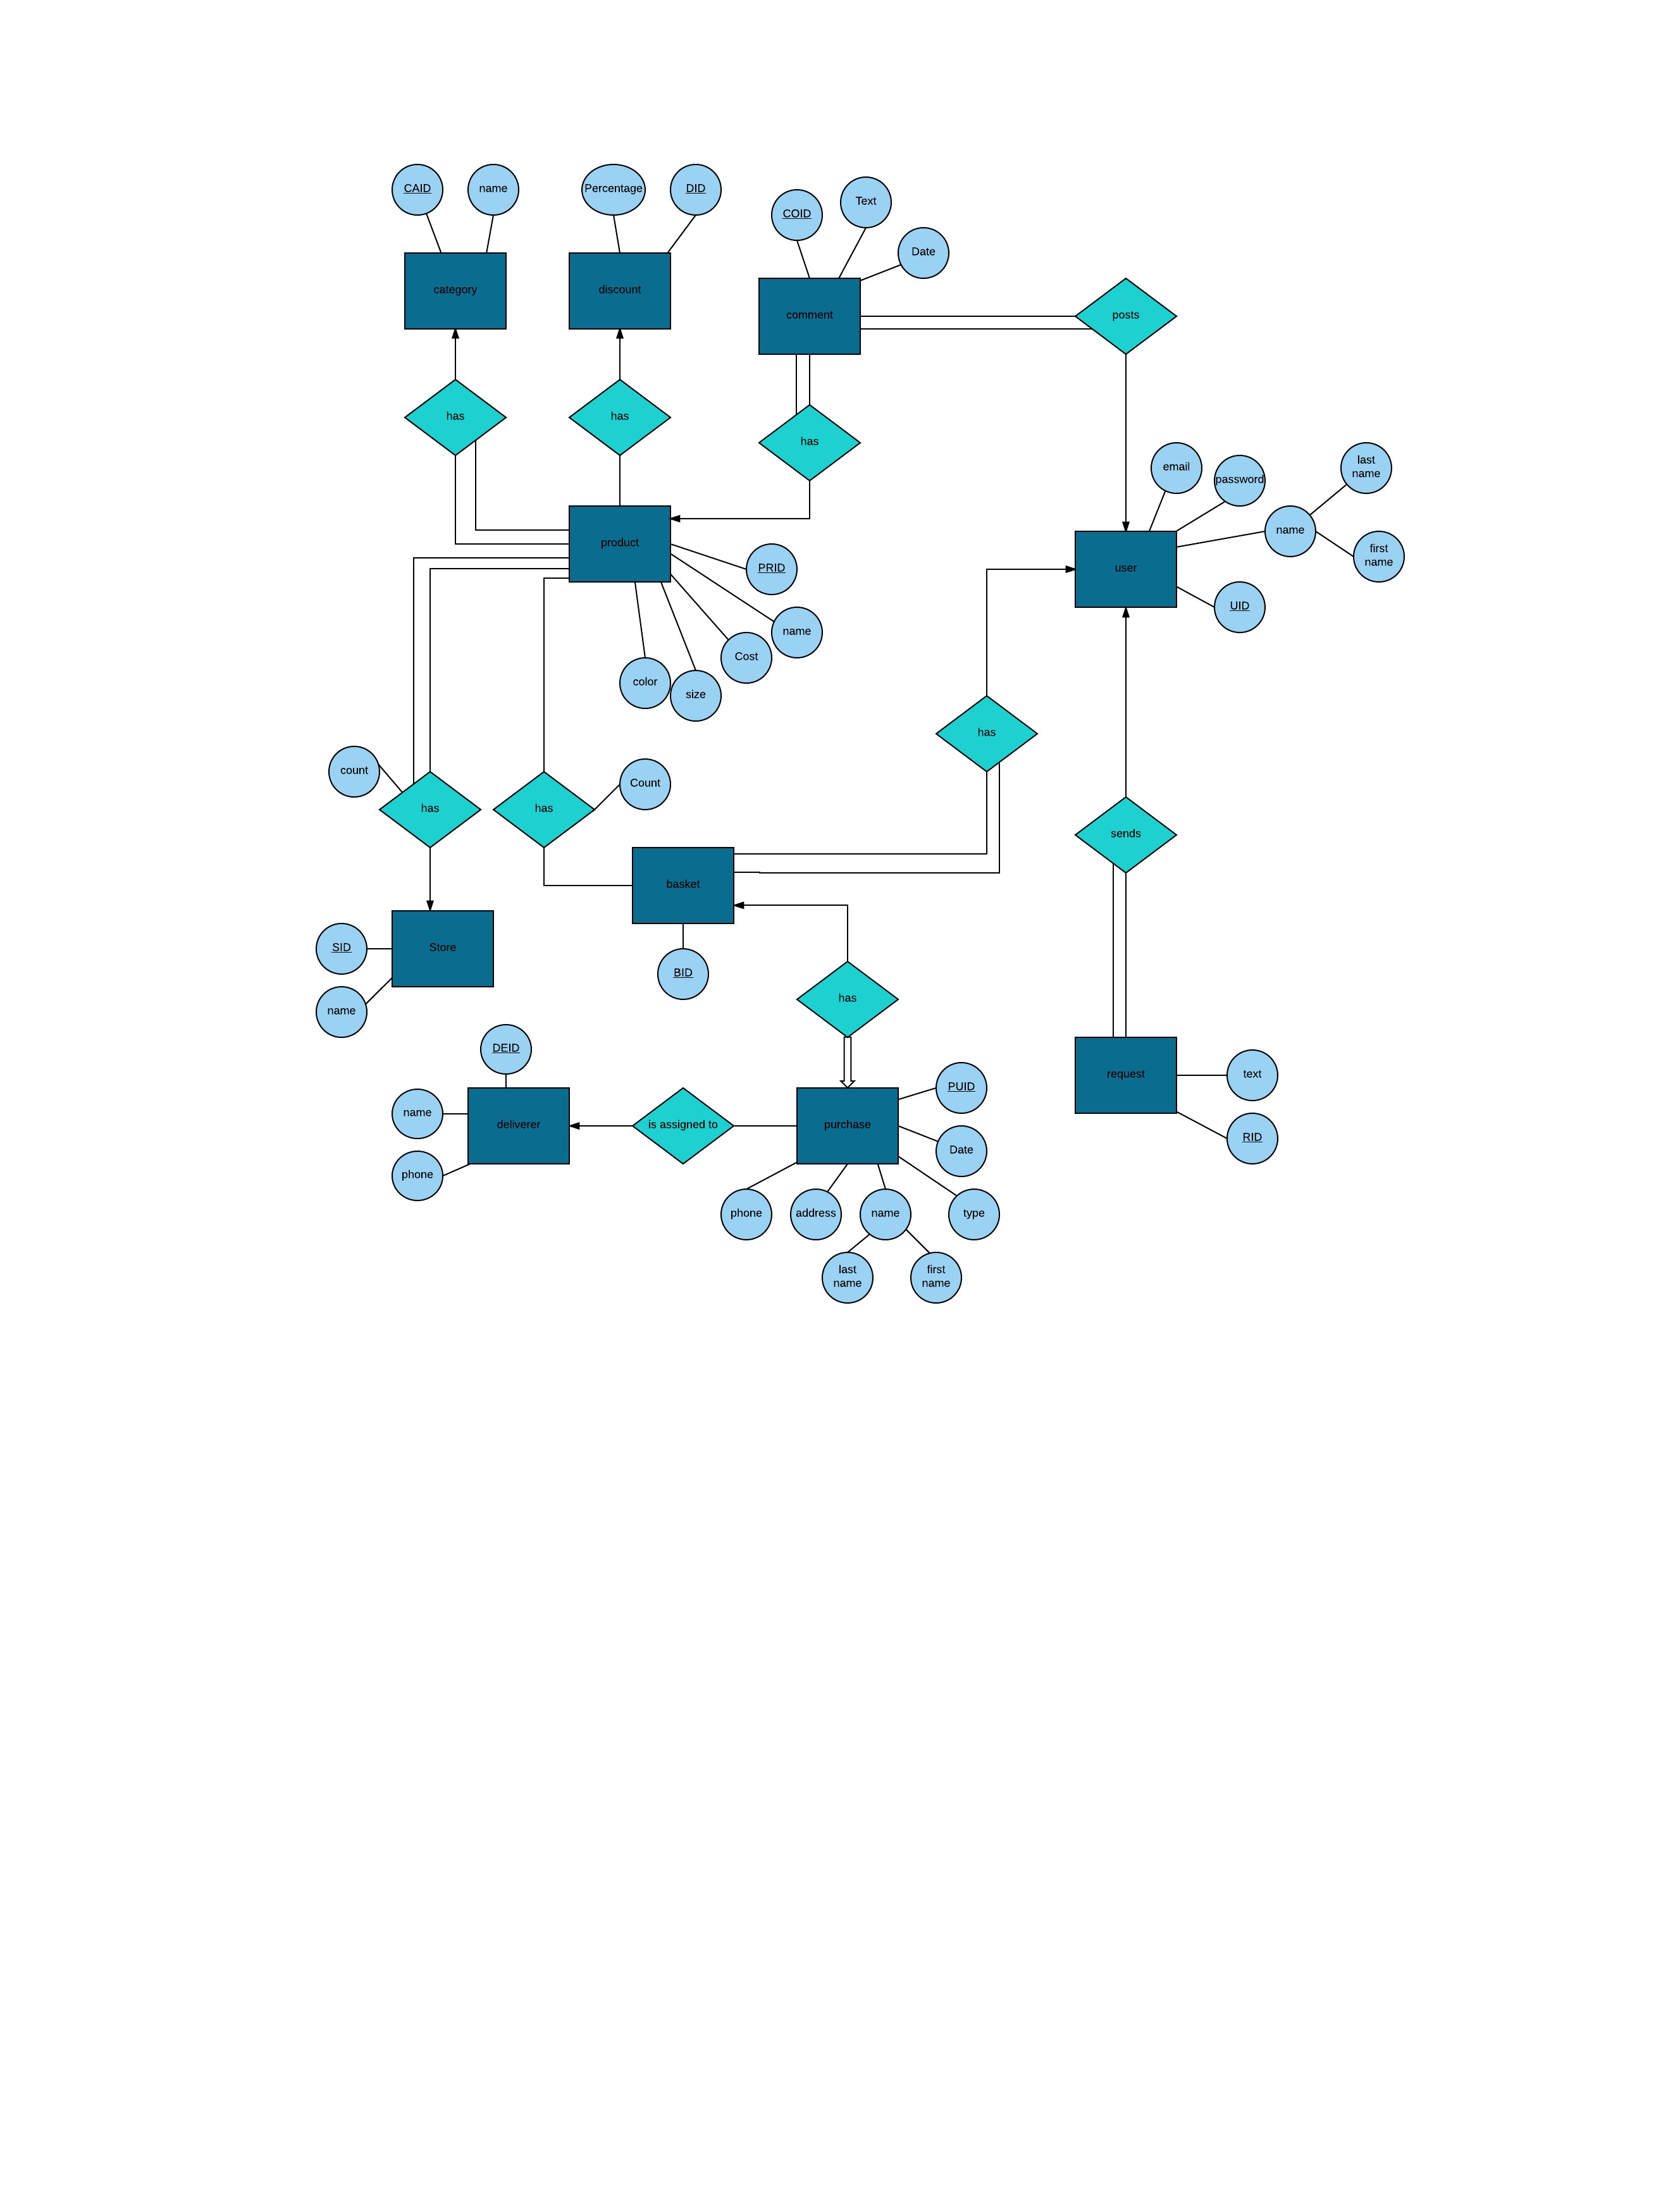 CAID
name
Percentage
DID
COID
Text
Date
category
discount
comment
posts
has
has
has
email
password
last
name
name
first
name
product
user
PRID
UID
name
Cost
color
size
has
count
Count
has
has
sends
basket
Store
SID
BID
name
has
DEID
PUID
request
text
name
deliverer
is assigned to
purchase
Date
RID
phone
phone
address
name
type
last
name
first
name